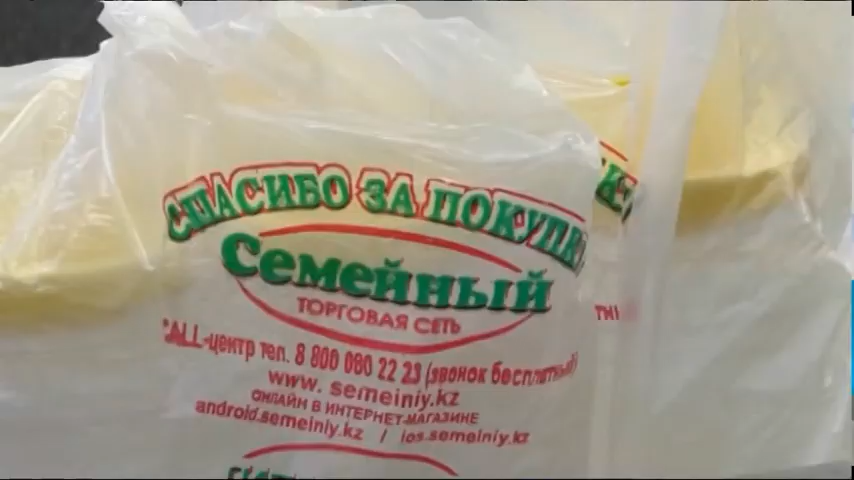 СПАСИБО ЗА ПОКУПК
Семейный
ТОРГОВАЯ СЕТЬ
CALL-центр тел. 8 800 080 22 23 (звонок бесплатный)
www. semeiniy.kz
ОНЛАЙН В ИНТЕРНЕТ-МАГАЗИНЕ
android.semeiniy.kz / ios.semeiniy.kz